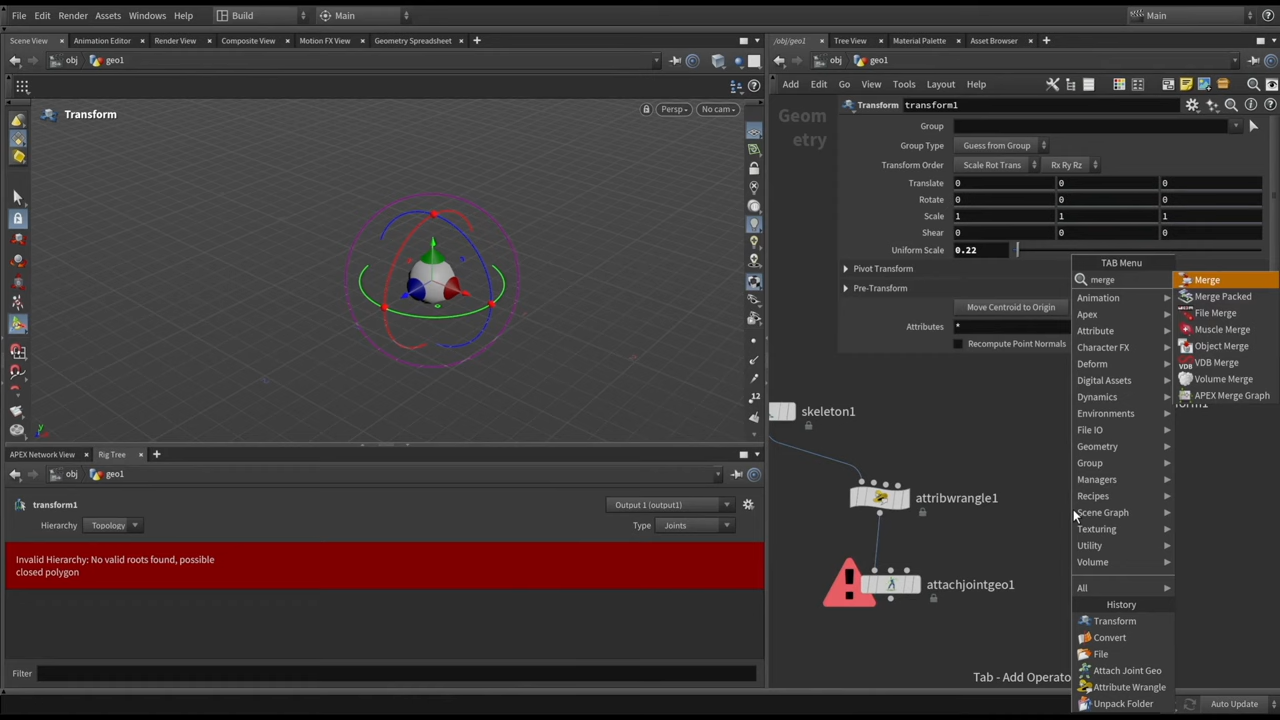 File Edit Render Assets Windows Help Build Main Main
Scene View Animation Editor Render View Composite View Motion FX View Geometry Spreadsheet
obj geo1
Transform
Persp No cam
12
y
APEX Network View Rig Tree
obj geo1
transform1 Output 1 (output1)
Hierarchy Topology Type Joints
Invalid Hierarchy: No valid roots found, possible
closed polygon
Filter
/obj/geo1 Tree View Material Palette Asset Browser
obj geo1
Add Edit Go View Tools Layout Help
Geom
etry
Transform transform1
Group
Group Type Guess from Group
Transform Order Scale Rot Trans Rx Ry Rz
Translate 0 0 0
Rotate 0 0 0
Scale 1 1 1
Shear 0 0 0
Uniform Scale 0.22
Pivot Transform
Pre-Transform
Move Centroid to Origin
Attributes *
Recompute Point Normals
skeleton1
attribwrangle1
attachjointgeo1
Tab - Add Operato
TAB Menu
merge
Animation
Apex
Attribute
Character FX
Deform
Digital Assets
Dynamics
Environments
File IO
Geometry
Group
Managers
Recipes
Scene Graph
Texturing
Utility
Volume
All
History
Transform
Convert
File
Attach Joint Geo
Attribute Wrangle
Unpack Folder
Merge
Merge Packed
File Merge
Muscle Merge
Object Merge
VDB Merge
Volume Merge
APEX Merge Graph
Auto Update